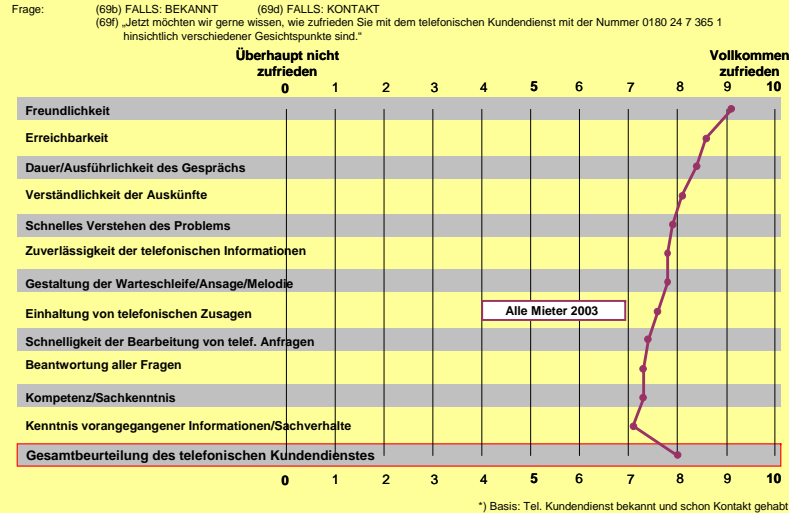 Frage: (69b) FALLS: BEKANNT (69d) FALLS: KONTAKT
(69f) „Jetzt möchten wir gerne wissen, wie zufrieden Sie mit dem telefonischen Kundendienst mit der Nummer 0180 24 7 365 1
hinsichtlich verschiedener Gesichtspunkte sind.“
Überhaupt nicht zufrieden
Vollkommen zufrieden
0 1 2 3 4 5 6 7 8 9 10
Freundlichkeit
Erreichbarkeit
Dauer/Ausführlichkeit des Gesprächs
Verständlichkeit der Auskünfte
Schnelles Verstehen des Problems
Zuverlässigkeit der telefonischen Informationen
Gestaltung der Warteschleife/Ansage/Melodie
Einhaltung von telefonischen Zusagen
Alle Mieter 2003
Schnelligkeit der Bearbeitung von telef. Anfragen
Beantwortung aller Fragen
Kompetenz/Sachkenntnis
Kenntnis vorangegangener Informationen/Sachverhalte
Gesamtbeurteilung des telefonischen Kundendienstes
0 1 2 3 4 5 6 7 8 9 10
*) Basis: Tel. Kundendienst bekannt und schon Kontakt gehabt